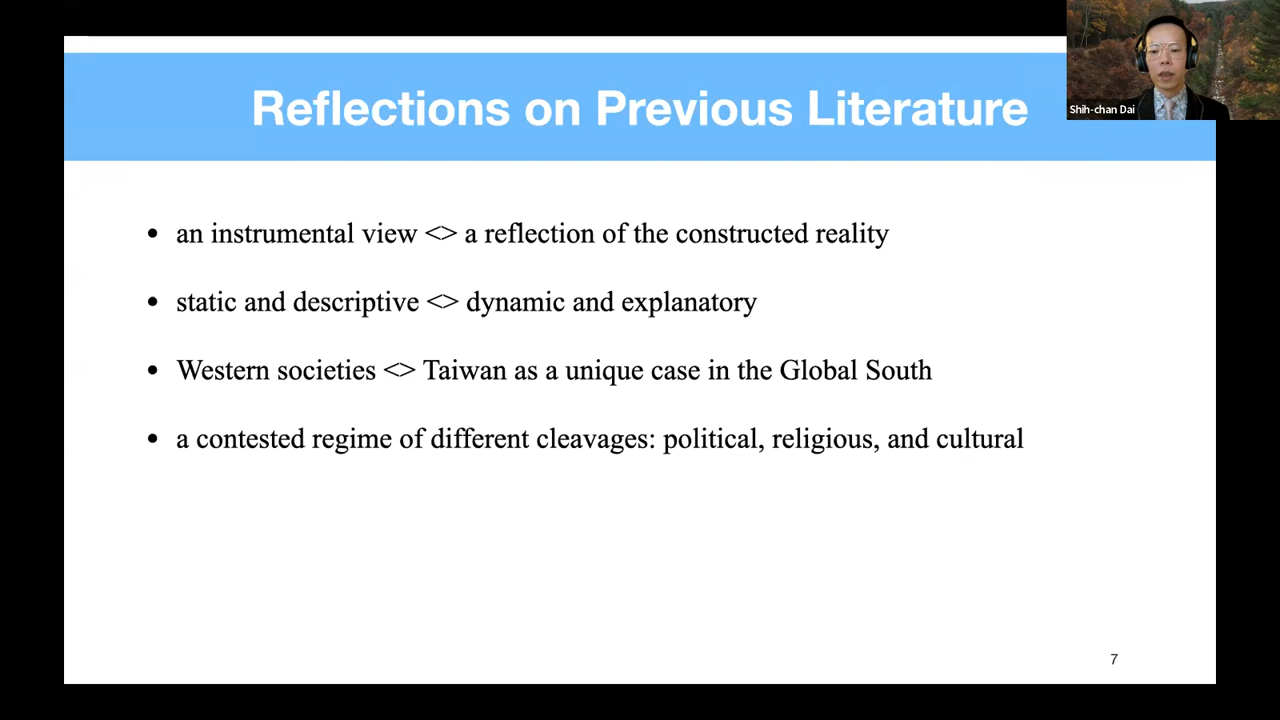 Reflections on Previous Literature
Shih-chan Dai
• an instrumental view <> a reflection of the constructed reality
• static and descriptive <> dynamic and explanatory
• Western societies <> Taiwan as a unique case in the Global South
• a contested regime of different cleavages: political, religious, and cultural
7